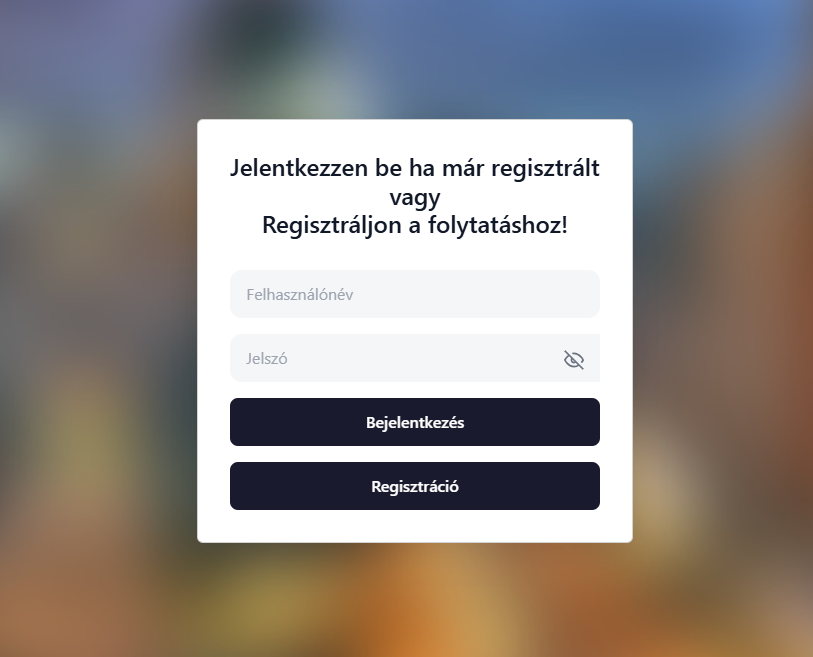 Jelentkezzen be ha már regisztrált
vagy
Regisztráljon a folytatáshoz!
Felhasználónév
Jelszó
Bejelentkezés
Regisztráció